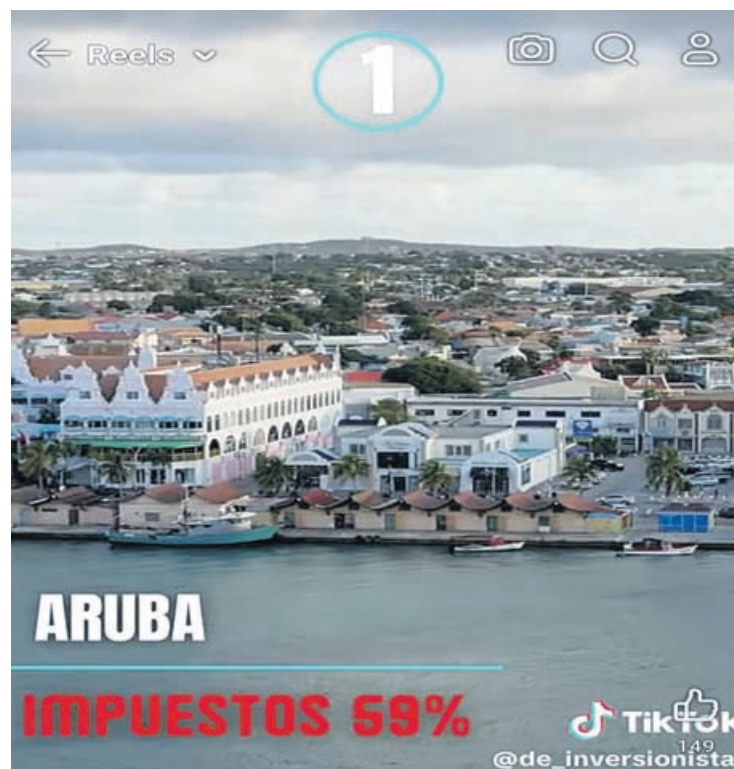 Reels
1
ARUBA
IMPUESTOS 59%
TikTok
149
@de_inversionista